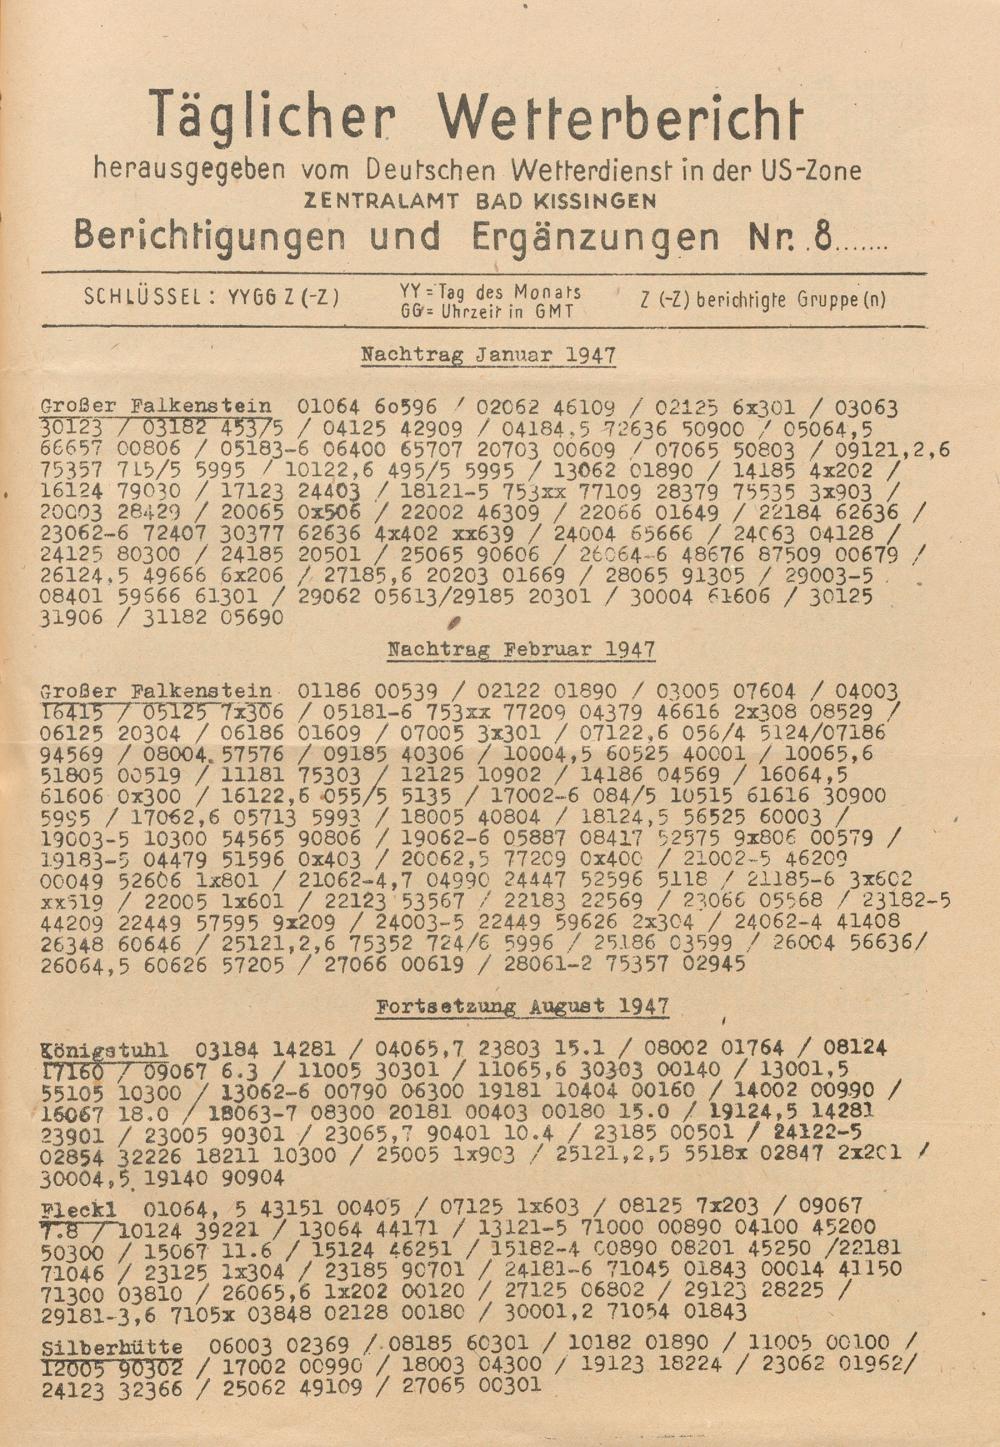 Täglicher Wetterbericht
herausgegeben vom Deutschen Wetterdienst in der US-Zone
ZENTRALAMT BAD KISSINGEN
Berichtigungen und Ergänzungen Nr. 8.......
SCHLÜSSEL: YYGG Z (-Z) YY = Tag des Monats Z (-Z) berichtigte Gruppe (n)
GG = Uhrzeit in GMT
Nachtrag Januar 1947
Großer Falkenstein 01064 60596 / 02062 46109 / 02125 6x301 / 03063
30123 / 03182 453/5 / 04125 42909 / 04184,5 72636 50900 / 05064,5
66657 00806 / 05183-6 06400 65707 20703 00609 / 07065 50803 / 09121,2,6
75357 715/5 5995 / 10122,6 495/5 5995 / 13062 01890 / 14185 4x202 /
16124 79030 / 17123 24403 / 18121-5 753xx 77109 28379 75535 3x903 /
20003 28429 / 20065 0x506 / 22002 46309 / 22066 01649 / 22184 62636 /
23062-6 72407 30377 62636 4x402 xx639 / 24004 65666 / 24063 04128 /
24125 80300 / 24185 20501 / 25065 90606 / 26064-6 48676 87509 00679 /
26124,5 49666 6x206 / 27185,6 20203 01669 / 28065 91305 / 29003-5
08401 59666 61301 / 29062 05613/29185 20301 / 30004 61606 / 30125
31906 / 31182 05690
Nachtrag Februar 1947
Großer Falkenstein 01186 00539 / 02122 01890 / 03005 07604 / 04003
16415 / 05125 7x306 / 05181-6 753xx 77209 04379 46616 2x308 08529 /
06125 20304 / 06186 01609 / 07005 3x301 / 07122,6 056/4 5124/07186
94569 / 08004 57576 / 09185 40306 / 10004,5 60525 40001 / 10065,6
51805 00519 / 11181 75303 / 12125 10902 / 14186 04569 / 16064,5
61606 0x300 / 16122,6 055/5 5135 / 17002-6 084/5 10515 61616 30900
5995 / 17062,6 05713 5993 / 18005 40804 / 18124,5 56525 60003 /
19003-5 10300 54565 90806 / 19062-6 05887 08417 52575 9x806 00579 /
19183-5 04479 51596 0x403 / 20062,5 77209 0x400 / 21002-5 46209
00049 52606 1x801 / 21062-4,7 04990 24447 52596 5118 / 21185-6 3x602
xx519 / 22005 1x601 / 22123 53567 / 22183 22569 / 23066 05568 / 23182-5
44209 22449 57595 9x209 / 24003-5 22449 59626 2x304 / 24062-4 41408
26348 60646 / 25121,2,6 75352 724/6 5996 / 25186 03599 / 26004 56636/
26064,5 60626 57205 / 27066 00619 / 28061-2 75357 02945
Fortsetzung August 1947
Königstuhl 03184 14281 / 04065,7 23803 15.1 / 08002 01764 / 08124
17160 / 09067 6.3 / 11005 30301 / 11065,6 30303 00140 / 13001,5
55105 10300 / 13062-6 00790 06300 19181 10404 00160 / 14002 00990 /
16067 18.0 / 18063-7 08300 20181 00403 00180 15.0 / 19124,5 14281
23901 / 23005 90301 / 23065,7 90401 10.4 / 23185 00501 / 24122-5
02854 32226 18211 10300 / 25005 1x903 / 25121,2,5 5518x 02847 2x201 /
30004,5 19140 90904
Fleckl 01064, 5 43151 00405 / 07125 1x603 / 08125 7x203 / 09067
7.8 / 10124 39221 / 13064 44171 / 13121-5 71000 00890 04100 45200
50300 / 15067 11.6 / 15124 46251 / 15182-4 00890 08201 45250 /22181
71046 / 23125 1x304 / 23185 90701 / 24181-6 71045 01843 00014 41150
71300 03810 / 26065,6 1x202 00120 / 27125 06802 / 29123 28225 /
29181-3,6 7105x 03848 02128 00180 / 30001,2 71054 01843
Silberhütte 06003 02369 / 08185 60301 / 10182 01890 / 11005 00100 /
12005 90302 / 17002 00990 / 18003 04300 / 19123 18224 / 23062 01962/
24123 32366 / 25062 49109 / 27065 00301